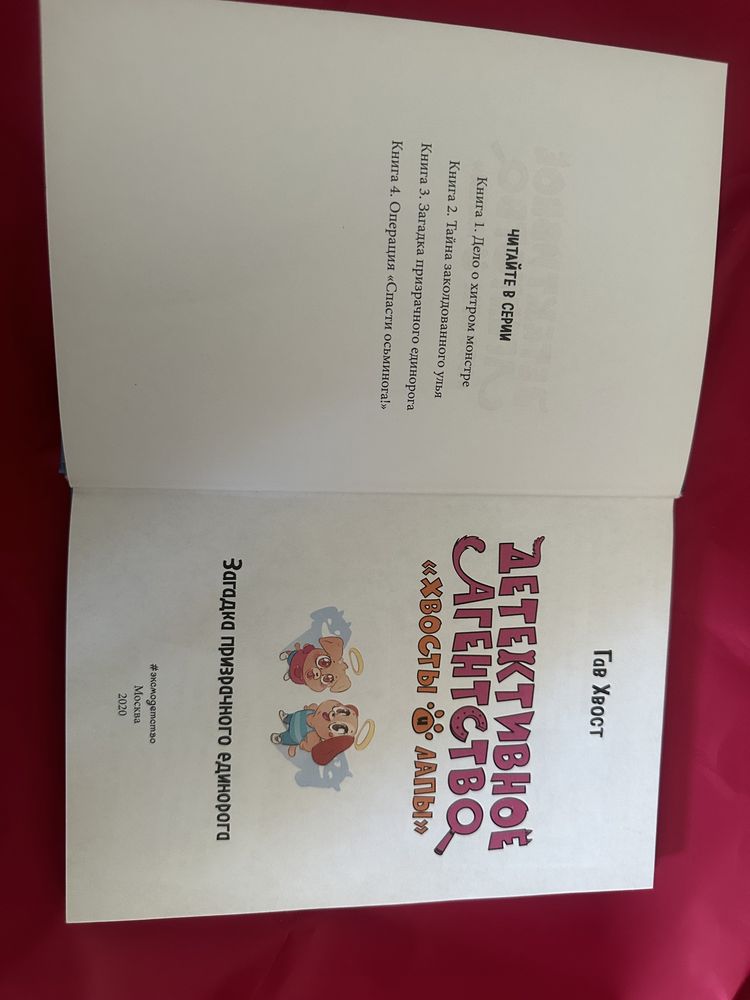 ЧИТАЙТЕ В СЕРИИ
Книга 1. Дело о хитром монстре
Книга 2. Тайна заколдованного улья
Книга 3. Загадка призрачного единорога
Книга 4. Операция «Спасти осьминога!»
Гав Хвост
ДЕТЕКТИВНОЕ
АГЕНТСТВО
«ХВОСТЫ и ЛАПЫ»
Загадка призрачного единорога
#эксмодетство
Москва
2020